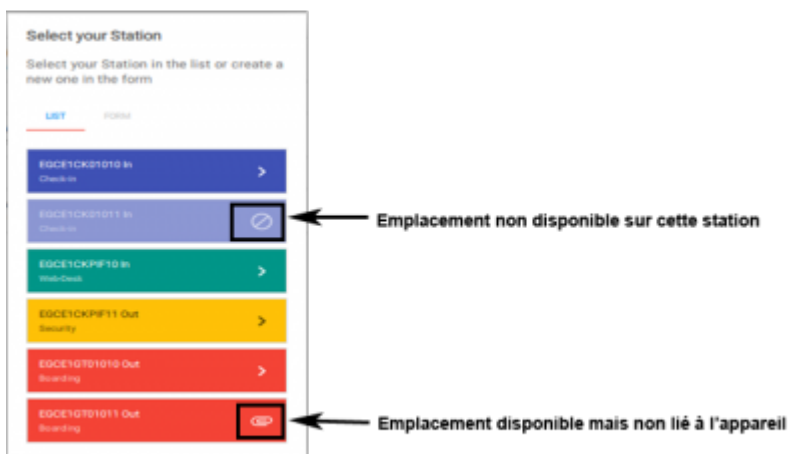 Select your Station
Select your Station in the list or create a
new one in the form
LIST FORM
EGCE1CK01010 In
Check-in
EGCE1CK01011 In
Check-in
Emplacement non disponible sur cette station
EGCE1CKPIF10 In
Web-Desk
EGCE1CKPIF11 Out
Security
EGCE1GT01010 Out
Boarding
EGCE1GT01011 Out
Boarding
Emplacement disponible mais non lié à l'appareil